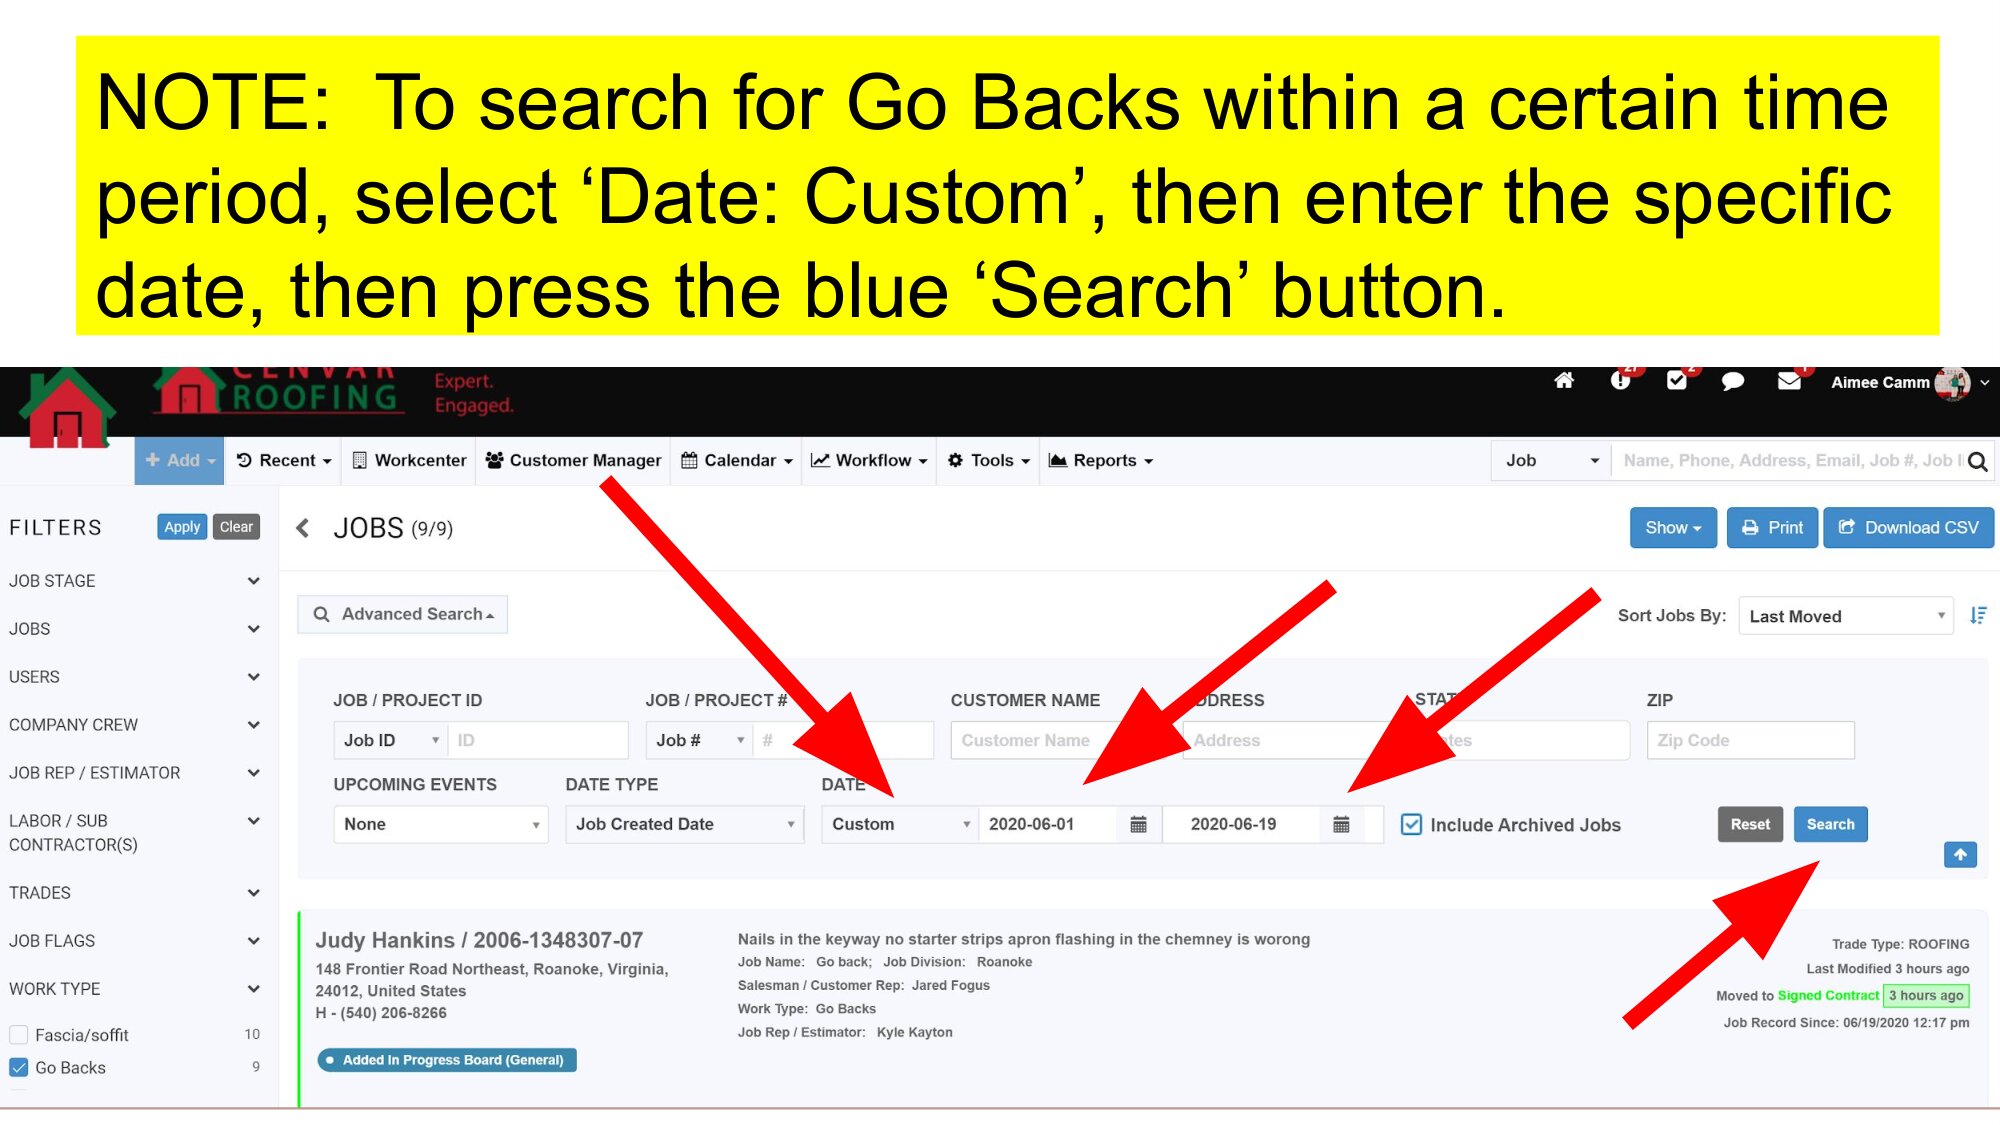 NOTE:  To search for Go Backs within a certain time
period, select ‘Date: Custom’, then enter the specific
date, then press the blue ‘Search’ button.
CENVAR
ROOFING
Expert.
Engaged.
27
2
1
Aimee Camm
Add
Recent
Workcenter
Customer Manager
Calendar
Workflow
Tools
Reports
Job
Name, Phone, Address, Email, Job #, Job I
FILTERS
Apply
Clear
JOBS (9/9)
Show
Print
Download CSV
JOB STAGE
JOBS
USERS
COMPANY CREW
JOB REP / ESTIMATOR
LABOR / SUB
CONTRACTOR(S)
TRADES
JOB FLAGS
WORK TYPE
Fascia/soffit 10
Go Backs 9
Advanced Search
Sort Jobs By: Last Moved
JOB / PROJECT ID
JOB / PROJECT #
CUSTOMER NAME
DDRESS
STAT
ZIP
Job ID
ID
Job #
#
Customer Name
Address
tes
Zip Code
UPCOMING EVENTS
DATE TYPE
DATE
None
Job Created Date
Custom
2020-06-01
2020-06-19
Include Archived Jobs
Reset
Search
Judy Hankins / 2006-1348307-07
148 Frontier Road Northeast, Roanoke, Virginia,
24012, United States
H - (540) 206-8266
Added In Progress Board (General)
Nails in the keyway no starter strips apron flashing in the chemney is worong
Job Name: Go back; Job Division: Roanoke
Salesman / Customer Rep: Jared Fogus
Work Type: Go Backs
Job Rep / Estimator: Kyle Kayton
Trade Type: ROOFING
Last Modified 3 hours ago
Moved to Signed Contract 3 hours ago
Job Record Since: 06/19/2020 12:17 pm